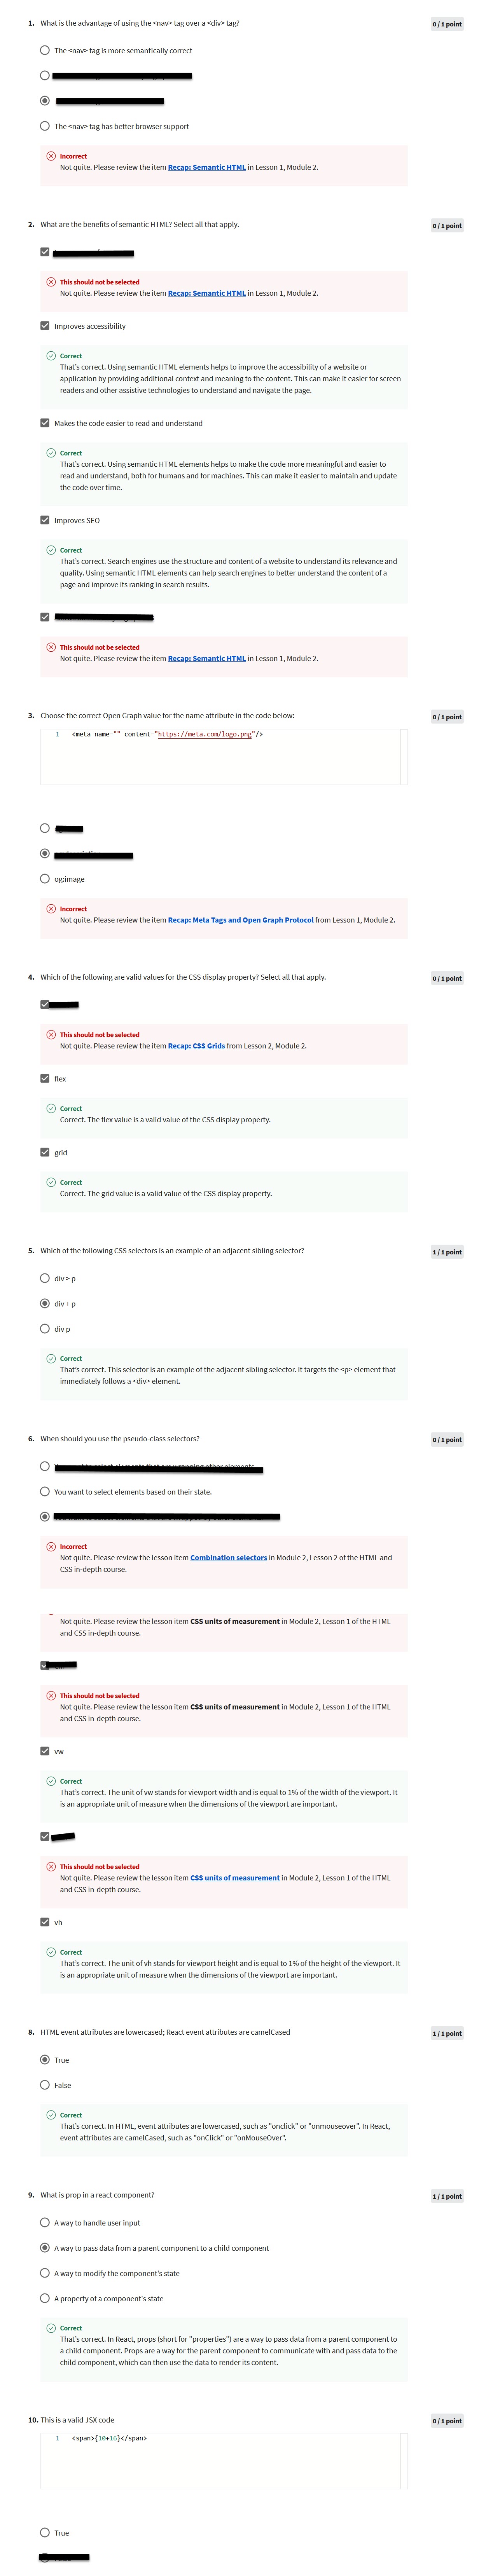 1. What is the advantage of using the <nav> tag over a <div> tag?
0 / 1 point
The <nav> tag is more semantically correct
The <nav> tag has better browser support
Incorrect
Not quite. Please review the item Recap: Semantic HTML in Lesson 1, Module 2.
2. What are the benefits of semantic HTML? Select all that apply.
0 / 1 point
This should not be selected
Not quite. Please review the item Recap: Semantic HTML in Lesson 1, Module 2.
Improves accessibility
Correct
That's correct. Using semantic HTML elements helps to improve the accessibility of a website or
application by providing additional context and meaning to the content. This can make it easier for screen
readers and other assistive technologies to understand and navigate the page.
Makes the code easier to read and understand
Correct
That's correct. Using semantic HTML elements helps to make the code more meaningful and easier to
read and understand, both for humans and for machines. This can make it easier to maintain and update
the code over time.
Improves SEO
Correct
That's correct. Search engines use the structure and content of a website to understand its relevance and
quality. Using semantic HTML elements can help search engines to better understand the content of a
page and improve its ranking in search results.
This should not be selected
Not quite. Please review the item Recap: Semantic HTML in Lesson 1, Module 2.
3. Choose the correct Open Graph value for the name attribute in the code below:
0 / 1 point
1 <meta name="" content="https://meta.com/logo.png"/>
og:image
Incorrect
Not quite. Please review the item Recap: Meta Tags and Open Graph Protocol from Lesson 1, Module 2.
4. Which of the following are valid values for the CSS display property? Select all that apply.
0 / 1 point
This should not be selected
Not quite. Please review the item Recap: CSS Grids from Lesson 2, Module 2.
flex
Correct
Correct. The flex value is a valid value of the CSS display property.
grid
Correct
Correct. The grid value is a valid value of the CSS display property.
5. Which of the following CSS selectors is an example of an adjacent sibling selector?
1 / 1 point
div > p
div + p
div p
Correct
That's correct. This selector is an example of the adjacent sibling selector. It targets the <p> element that
immediately follows a <div> element.
6. When should you use the pseudo-class selectors?
0 / 1 point
You want to select elements based on their state.
Incorrect
Not quite. Please review the lesson item Combination selectors in Module 2, Lesson 2 of the HTML and
CSS in-depth course.
Not quite. Please review the lesson item CSS units of measurement in Module 2, Lesson 1 of the HTML
and CSS in-depth course.
This should not be selected
Not quite. Please review the lesson item CSS units of measurement in Module 2, Lesson 1 of the HTML
and CSS in-depth course.
vw
Correct
That's correct. The unit of vw stands for viewport width and is equal to 1% of the width of the viewport. It
is an appropriate unit of measure when the dimensions of the viewport are important.
This should not be selected
Not quite. Please review the lesson item CSS units of measurement in Module 2, Lesson 1 of the HTML
and CSS in-depth course.
vh
Correct
That's correct. The unit of vh stands for viewport height and is equal to 1% of the height of the viewport. It
is an appropriate unit of measure when the dimensions of the viewport are important.
8. HTML event attributes are lowercased; React event attributes are camelCased
1 / 1 point
True
False
Correct
That's correct. In HTML, event attributes are lowercased, such as "onclick" or "onmouseover". In React,
event attributes are camelCased, such as "onClick" or "onMouseOver".
9. What is prop in a react component?
1 / 1 point
A way to handle user input
A way to pass data from a parent component to a child component
A way to modify the component's state
A property of a component's state
Correct
That's correct. In React, props (short for "properties") are a way to pass data from a parent component to
a child component. Props are a way for the parent component to communicate with and pass data to the
child component, which can then use the data to render its content.
10. This is a valid JSX code
0 / 1 point
1 <span>{10+16}</span>
True